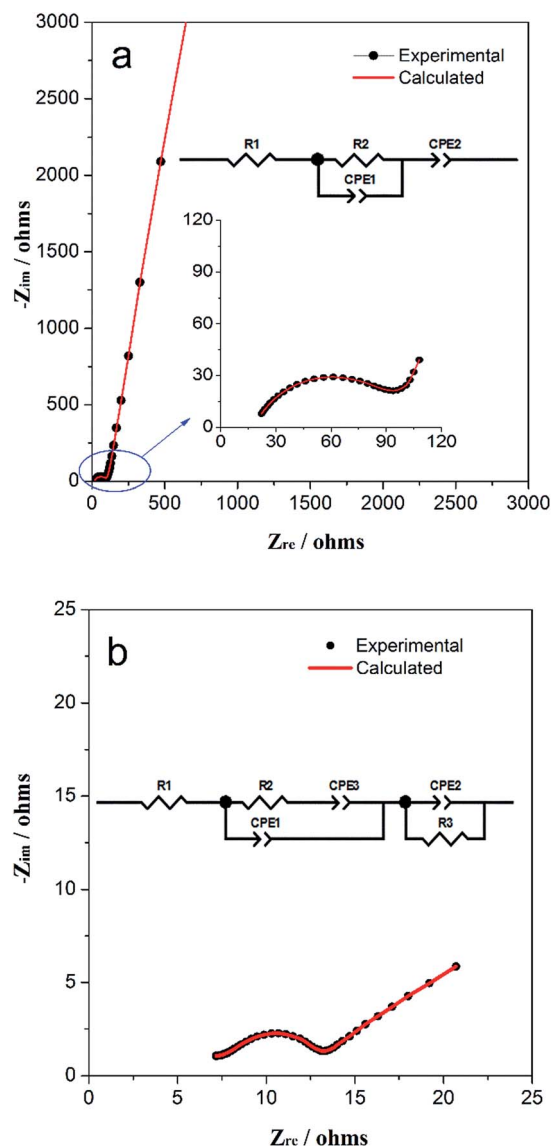 a
Experimental
Calculated
R1
R2
CPE2
CPE1
3000
2500
2000
1500
1000
500
0
-Zim / ohms
120
90
60
30
0
0 30 60 90 120
0 500 1000 1500 2000 2500 3000
Zre / ohms
b
Experimental
Calculated
R1 R2 CPE3 CPE2
CPE1 R3
25
20
15
10
5
0
-Zim / ohms
0 5 10 15 20 25
Zre / ohms